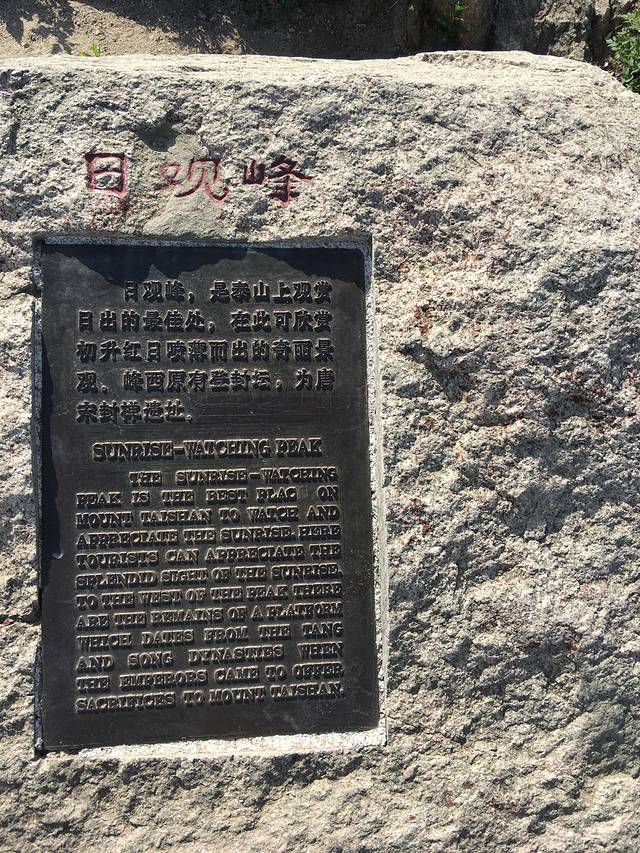 日观峰
日观峰，是泰山上观赏
日出的最佳处，在此可欣赏
初升红日喷薄而出的奇丽景
观。峰西原有登封坛，为唐
宋封禅遗址。
SUNRISE-WATCHING PEAK
THE SUNRISE-WATCHING
PEAK IS THE BEST PLAC ON
MOUNT TAISHAN TO WATCH AND
APPRECIATE THE SUNRISE. HERE
TOURISTS CAN APPRECIATE THE
SPLENDID SIGHT OF THE SUNRISE.
TO THE WEST OF THE PEAK THERE
ARE THE REMAINS OF A PLATFORM
WHICH DATES FROM THE TANG
AND SONG DYNASTIES WHEN
THE EMPERORS CAME TO OFFER
SACRIFICES TO MOUNT TAISHAN.